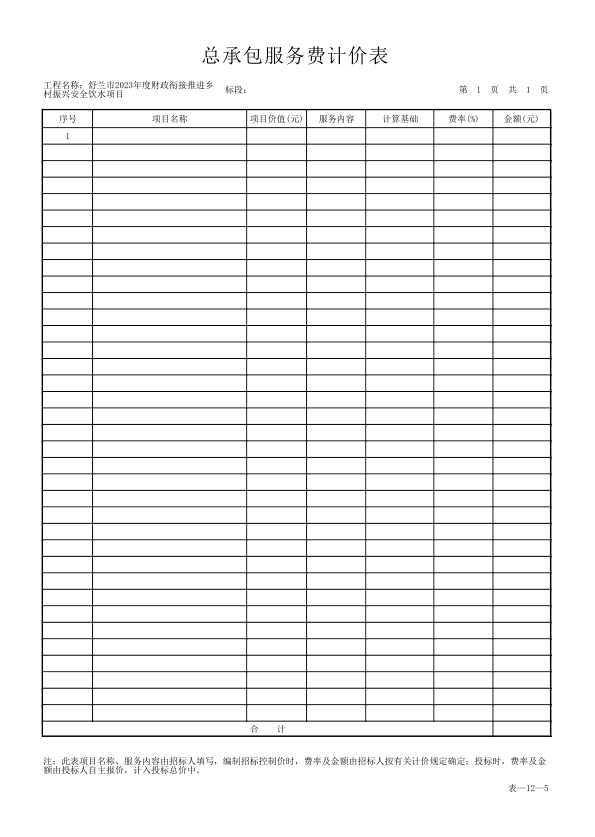 总承包服务费计价表
工程名称：舒兰市2023年度财政衔接推进乡
村振兴安全饮水项目
标段：
第 1 页 共 1 页
序号 项目名称 项目价值(元) 服务内容 计算基础 费率(%) 金额(元)
1
合 计
注：此表项目名称、服务内容由招标人填写，编制招标控制价时，费率及金额由招标人按有关计价规定确定；投标时，费率及金
额由投标人自主报价，计入投标总价中。
表—12—5